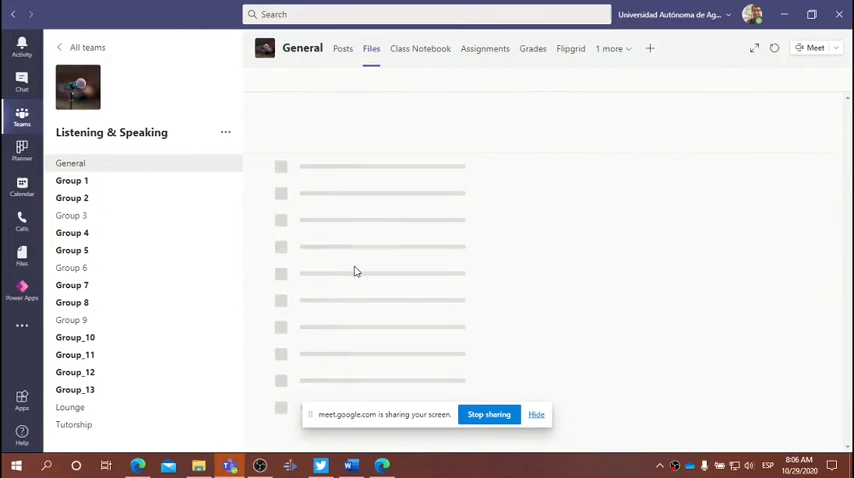 Search
Universidad Autónoma de Ag...
Activity
Chat
Teams
Planner
Calendar
Calls
Files
Power Apps
Apps
Help
All teams
Listening & Speaking
General
Group 1
Group 2
Group 3
Group 4
Group 5
Group 6
Group 7
Group 8
Group 9
Group_10
Group_11
Group_12
Group_13
Lounge
Tutorship
General Posts Files Class Notebook Assignments Grades Flipgrid 1 more
Meet
meet.google.com is sharing your screen. Stop sharing Hide
ESP
8:06 AM
10/29/2020